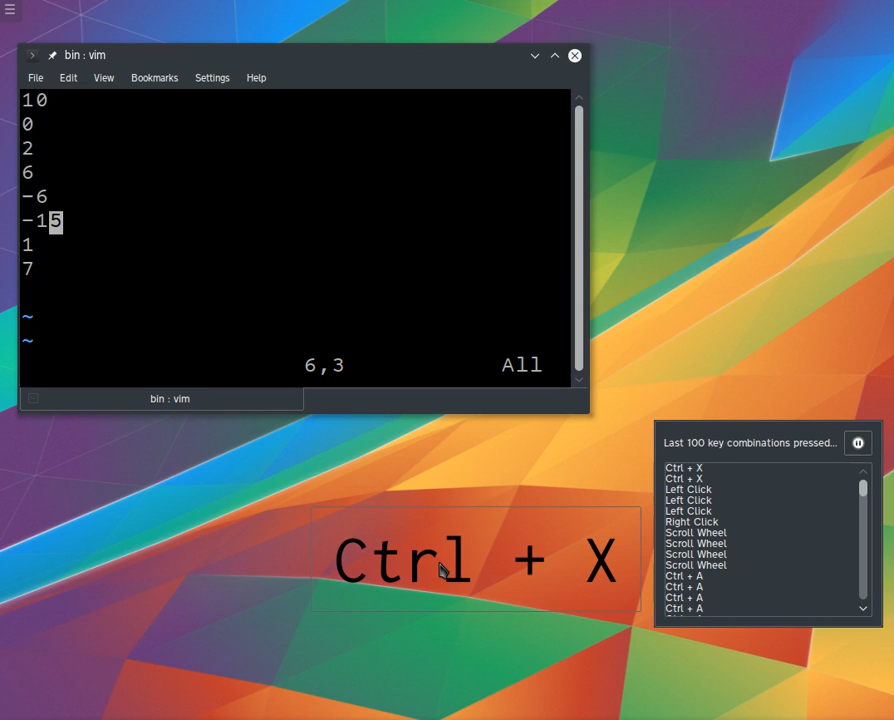 bin : vim
File Edit View Bookmarks Settings Help
10
0
2
6
-6
-15
1
7
~
~
6,3 All
bin : vim
Last 100 key combinations pressed...
Ctrl + X
Ctrl + X
Left Click
Left Click
Left Click
Right Click
Scroll Wheel
Scroll Wheel
Scroll Wheel
Scroll Wheel
Ctrl + A
Ctrl + A
Ctrl + A
Ctrl + A
Ctrl + X